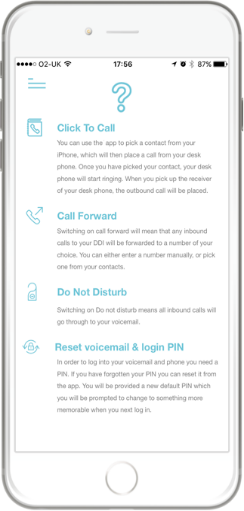 O2-UK
17:56
87%
?
Click To Call
You can use the app to pick a contact from your
iPhone, which will then place a call from your desk
phone. Once you have picked your contact, your desk
phone will start ringing. When you pick up the receiver
of your desk phone, the outbound call will be placed.
Call Forward
Switching on call forward will mean that any inbound
calls to your DDI will be forwarded to a number of your
choice. You can either enter a number manually, or pick
one from your contacts.
Do Not Disturb
Switching on Do not disturb means all inbound calls will
go through to your voicemail.
Reset voicemail & login PIN
In order to log into your voicemail and phone you need a
PIN. If you have forgotten your PIN you can reset it from
the app. You will be provided a new default PIN which
you will be prompted to change to something more
memorable when you next log in.